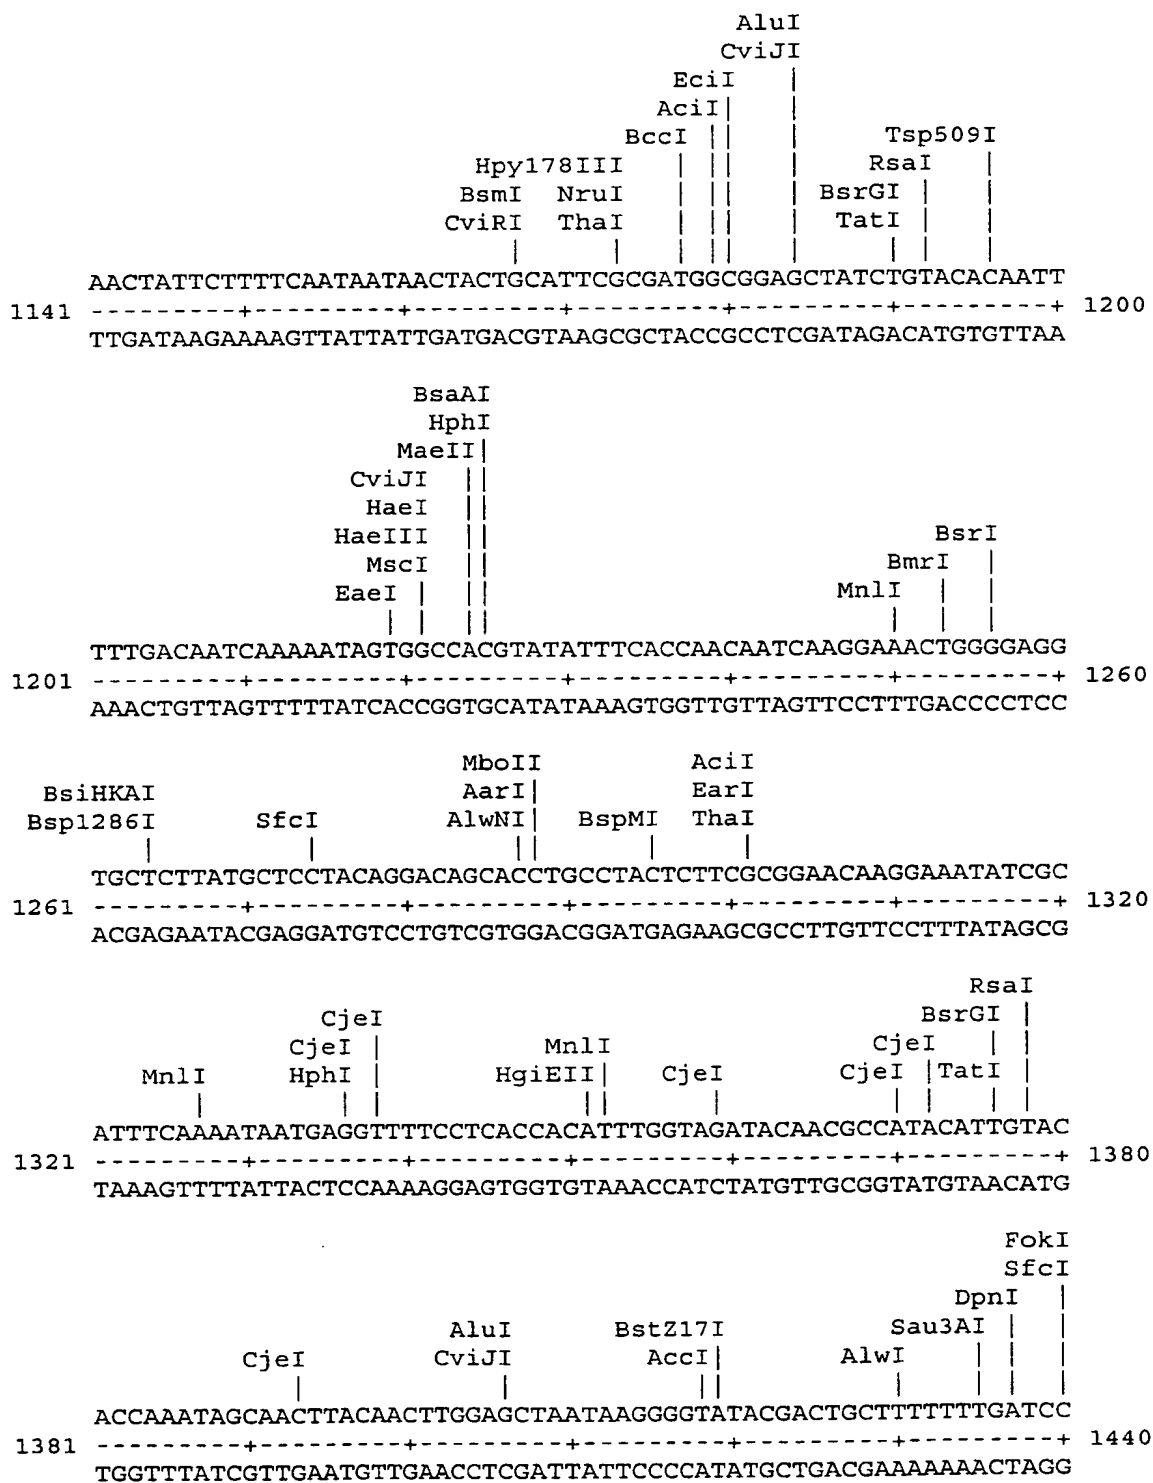 AluI
CviJI
EciI
AciI
BccI Tsp509I
Hpy178III RsaI
BsmI NruI BsrGI
CviRI ThaI TatI
AACTATTCTTTTCAATAATAACTACTGCATTCGCGATGGCGGAGCTATCTGTACACAATT
1141 ---------+---------+---------+---------+---------+---------+ 1200
TTGATAAGAAAAGTTATTATTGATGACGTAAGCGCTACCGCCTCGATAGACATGTGTTAA
BsaAI
HphI
MaeII
CviJI
HaeI
HaeIII BsrI
MscI BmrI
EaeI MnlI
TTTGACAATCAAAAATAGTGGCCACGTATATTTCACCAACAATCAAGGAAACTGGGGAGG
1201 ---------+---------+---------+---------+---------+---------+ 1260
AAACTGTTAGTTTTTATCACCGGTGCATATAAAGTGGTTGTTAGTTCCTTTGACCCCTCC
MboII AciI
BsiHKAI AarI EarI
Bsp1286I SfcI AlwNI BspMI ThaI
TGCTCTTATGCTCCTACAGGACAGCACCTGCCTACTCTTCGCGGAACAAGGAAATATCGC
1261 ---------+---------+---------+---------+---------+---------+ 1320
ACGAGAATACGAGGATGTCCTGTCGTGGACGGATGAGAAGCGCCTTGTTCCTTTATAGCG
RsaI
CjeI BsrGI
CjeI MnlI CjeI
MnlI HphI HgiEII CjeI CjeI TatI
ATTTCAAAATAATGAGGTTTTCCTCACCACATTTGGTAGATACAACGCCATACATTGTAC
1321 ---------+---------+---------+---------+---------+---------+ 1380
TAAAGTTTTATTACTCCAAAAGGAGTGGTGTAAACCATCTATGTTGCGGTATGTAACATG
FokI
SfcI
DpnI
AluI BstZ17I Sau3AI
CjeI CviJI AccI AlwI
ACCAAATAGCAACTTACAACTTGGAGCTAATAAGGGGTATACGACTGCTTTTTTTGATCC
1381 ---------+---------+---------+---------+---------+---------+ 1440
TGGTTTATCGTTGAATGTTGAACCTCGATTATTCCCCATATGCTGACGAAAAAAACTAGG